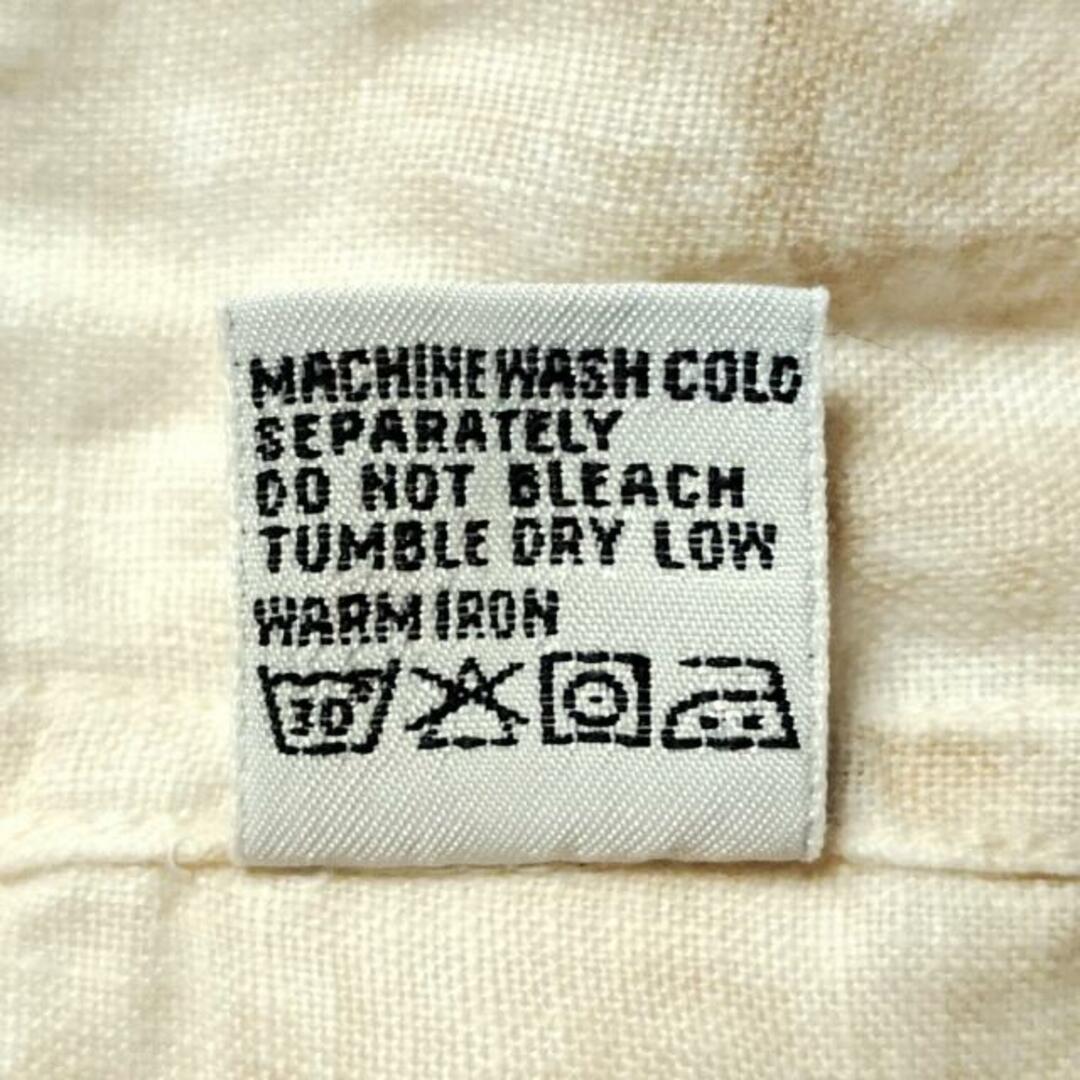 MACHINE WASH COLD
SEPARATELY
DO NOT BLEACH
TUMBLE DRY LOW
WARM IRON
30°